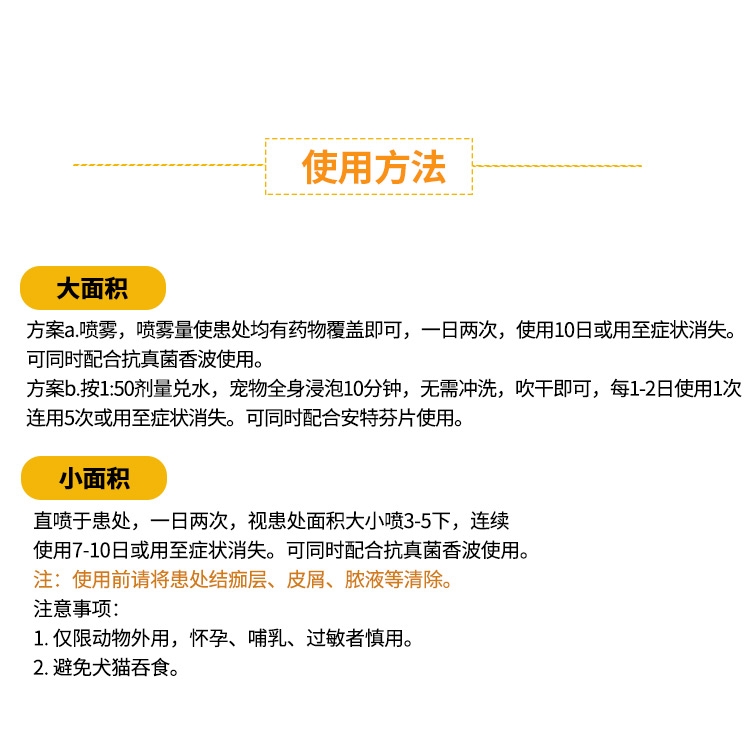 使用方法
大面积
方案a.喷雾，喷雾量使患处均有药物覆盖即可，一日两次，使用10日或用至症状消失。
可同时配合抗真菌香波使用。
方案b.按1:50剂量兑水，宠物全身浸泡10分钟，无需冲洗，吹干即可，每1-2日使用1次
连用5次或用至症状消失。可同时配合安特芬片使用。
小面积
直喷于患处，一日两次，视患处面积大小喷3-5下，连续
使用7-10日或用至症状消失。可同时配合抗真菌香波使用。
注：使用前请将患处结痂层、皮屑、脓液等清除。
注意事项：
1. 仅限动物外用，怀孕、哺乳、过敏者慎用。
2. 避免犬猫吞食。